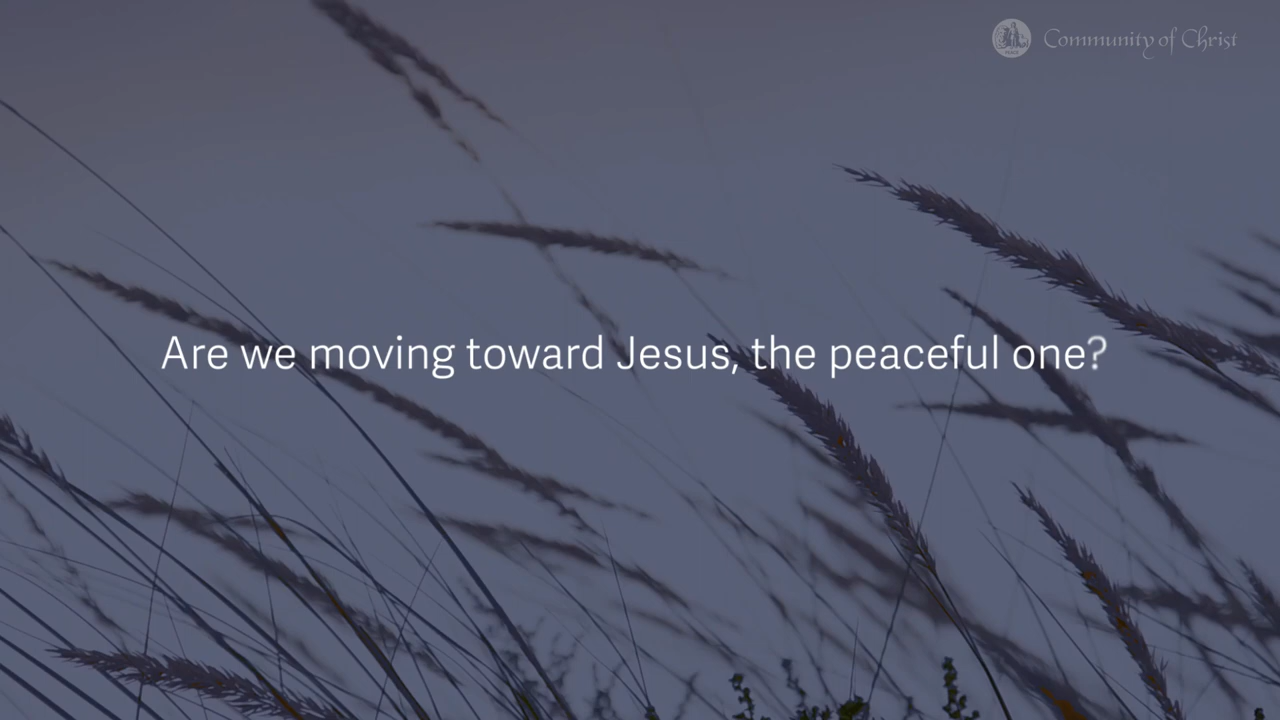 Community of Christ
Are we moving toward Jesus, the peaceful one?